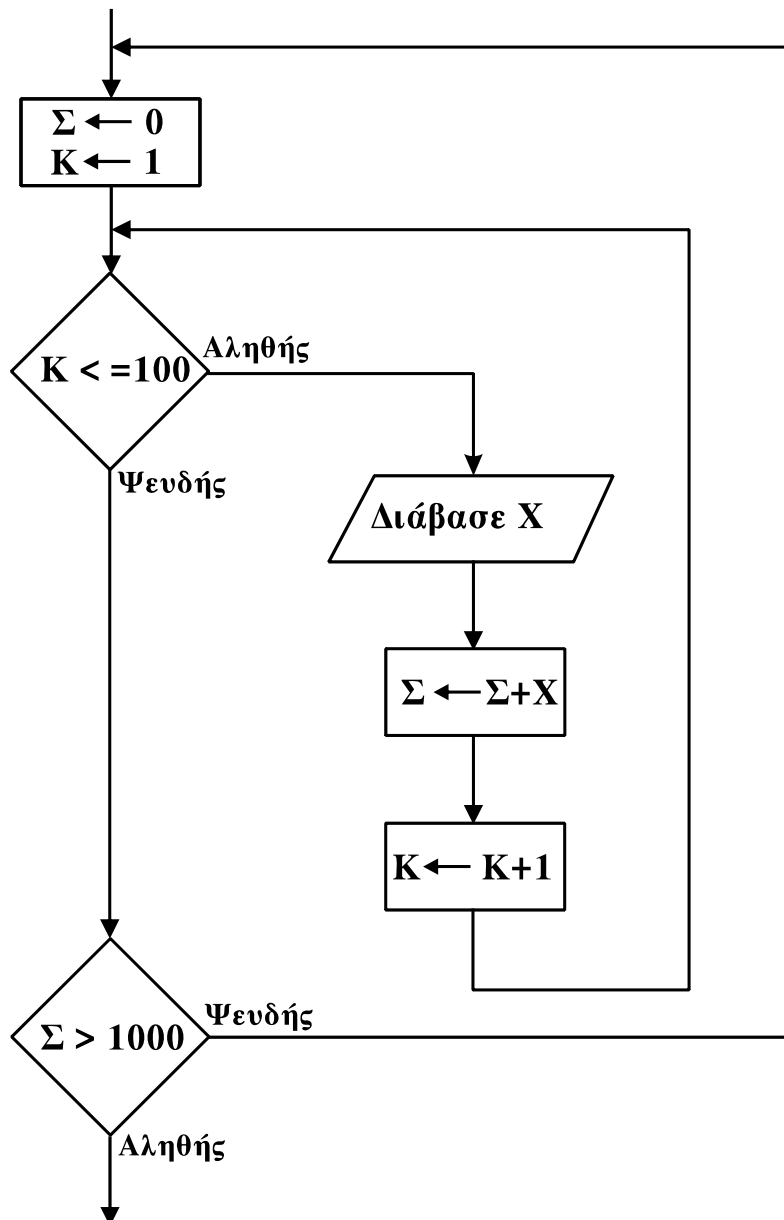 Σ ← 0
Κ ← 1
Κ < =100
Αληθής
Ψευδής
Διάβασε Χ
Σ ← Σ+Χ
Κ ← Κ+1
Σ > 1000
Ψευδής
Αληθής